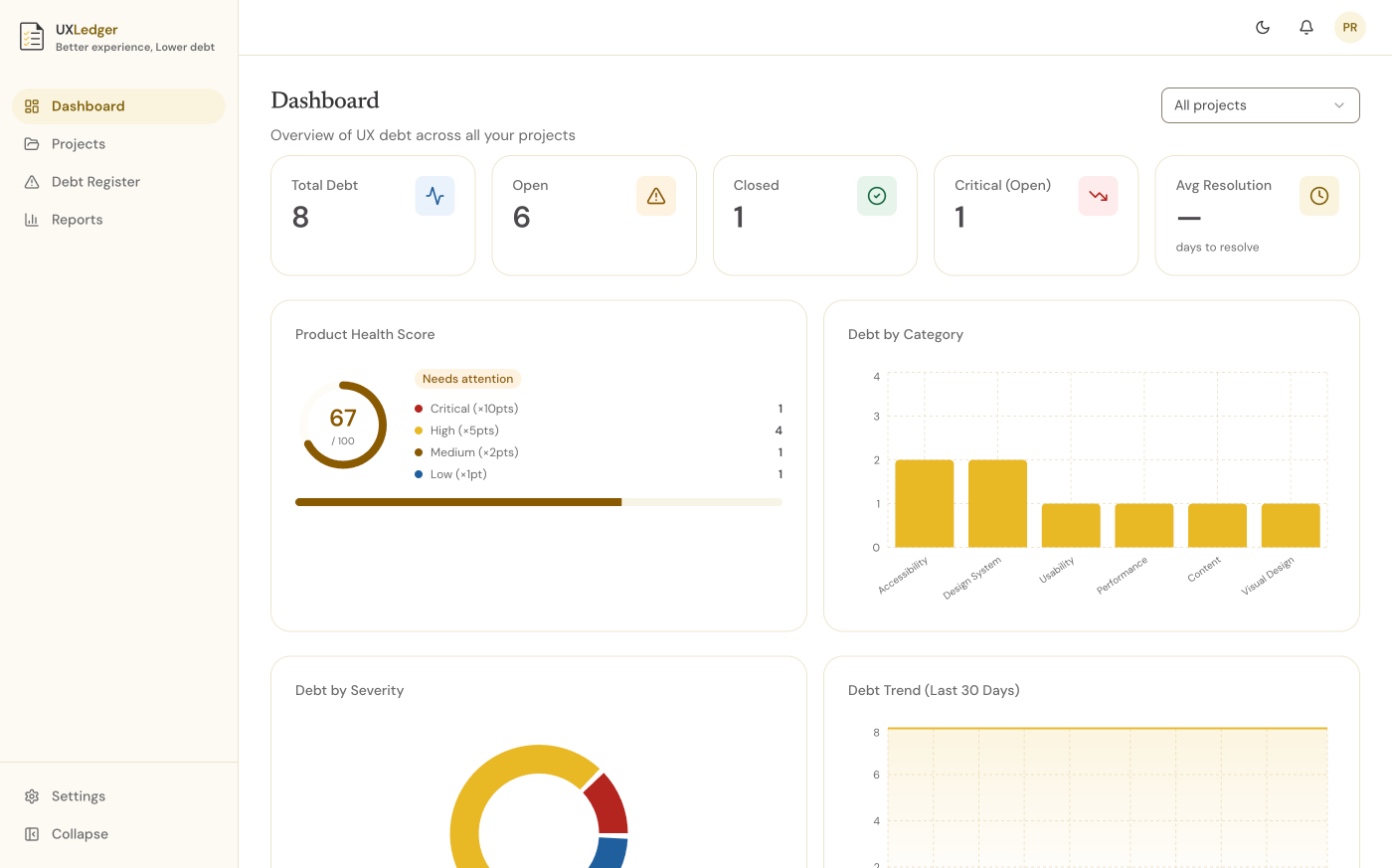 UXLedger
Better experience, Lower debt
PR
Dashboard
Projects
Debt Register
Reports
Settings
Collapse
Dashboard
Overview of UX debt across all your projects
All projects
Total Debt
8
Open
6
Closed
1
Critical (Open)
1
Avg Resolution
—
days to resolve
Product Health Score
67
/ 100
Needs attention
Critical (×10pts) 1
High (×5pts) 4
Medium (×2pts) 1
Low (×1pt) 1
Debt by Category
4
3
2
1
0
Accessibility
Design System
Usability
Performance
Content
Visual Design
Debt by Severity
Debt Trend (Last 30 Days)
8
6
4
2